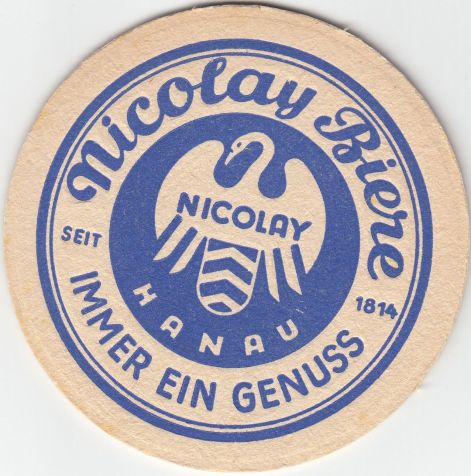 Nicolay Biere
SEIT
1814
NICOLAY
HANAU
IMMER EIN GENUSS